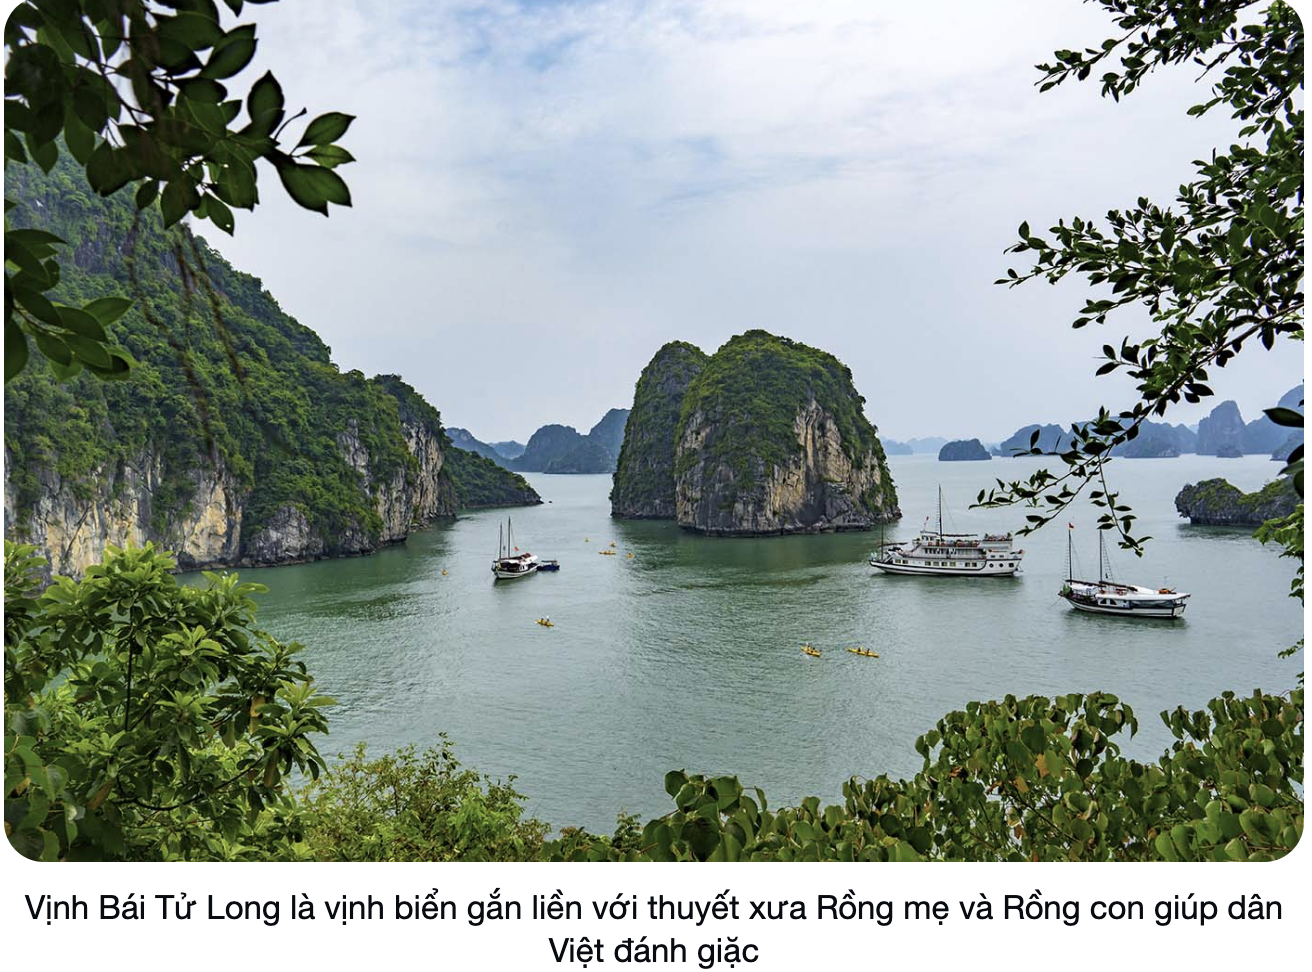 Vịnh Bái Tử Long là vịnh biển gắn liền với thuyết xưa Rồng mẹ và Rồng con giúp dân
Việt đánh giặc